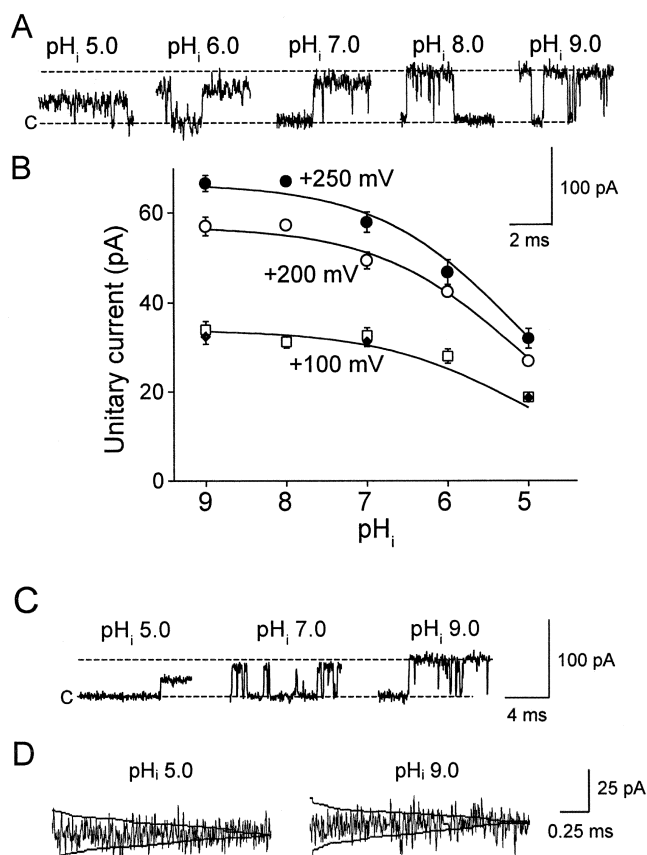 A
pHi 5.0 pHi 6.0 pHi 7.0 pHi 8.0 pHi 9.0
C
100 pA
2 ms
B
Unitary current (pA)
60
40
20
0
+250 mV
+200 mV
+100 mV
9 8 7 6 5
pHi
C
pHi 5.0 pHi 7.0 pHi 9.0
C
100 pA
4 ms
D
pHi 5.0 pHi 9.0
25 pA
0.25 ms